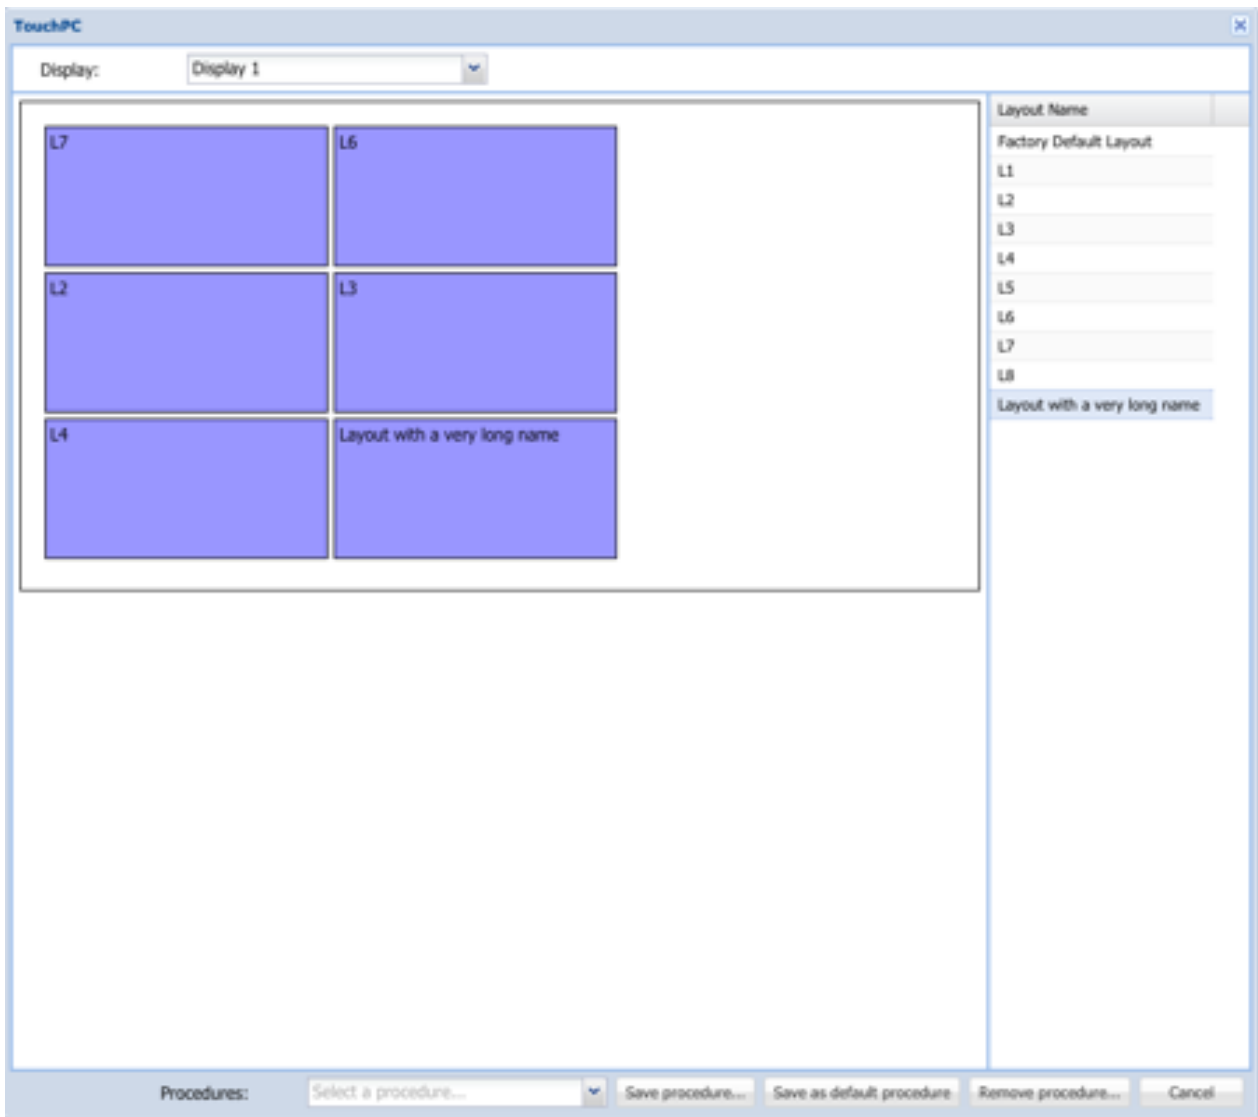 TouchPC
Display: Display 1
L7 L6
L2 L3
L4 Layout with a very long name
Layout Name
Factory Default Layout
L1
L2
L3
L4
L5
L6
L7
L8
Layout with a very long name
Procedures: Select a procedure... Save procedure... Save as default procedure Remove procedure... Cancel